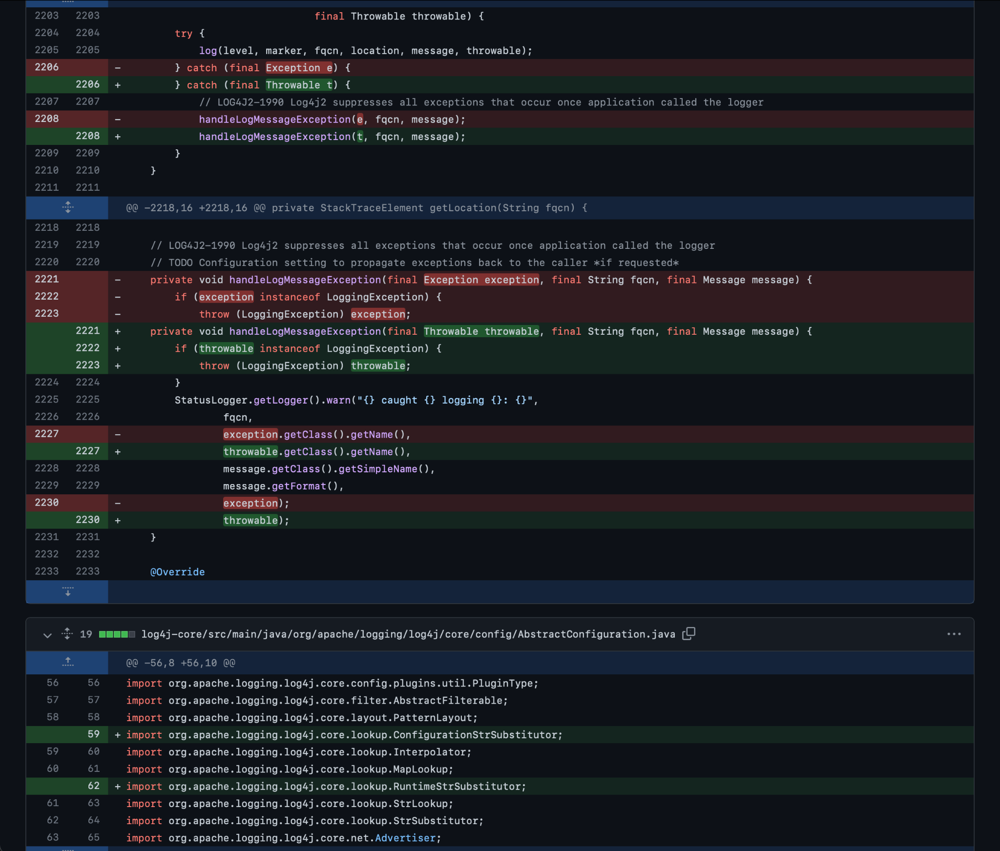 2203 2203 final Throwable throwable) {
2204 2204 try {
2205 2205 log(level, marker, fqcn, location, message, throwable);
2206 - } catch (final Exception e) {
2206 + } catch (final Throwable t) {
2207 2207 // LOG4J2-1990 Log4j2 suppresses all exceptions that occur once application called the logger
2208 - handleLogMessageException(e, fqcn, message);
2208 + handleLogMessageException(t, fqcn, message);
2209 2209 }
2210 2210 }
2211 2211
@@ -2218,16 +2218,16 @@ private StackTraceElement getLocation(String fqcn) {
2218 2218
2219 2219 // LOG4J2-1990 Log4j2 suppresses all exceptions that occur once application called the logger
2220 2220 // TODO Configuration setting to propagate exceptions back to the caller *if requested*
2221 - private void handleLogMessageException(final Exception exception, final String fqcn, final Message message) {
2222 - if (exception instanceof LoggingException) {
2223 - throw (LoggingException) exception;
2221 + private void handleLogMessageException(final Throwable throwable, final String fqcn, final Message message) {
2222 + if (throwable instanceof LoggingException) {
2223 + throw (LoggingException) throwable;
2224 2224 }
2225 2225 StatusLogger.getLogger().warn("{} caught {} logging {}: {}",
2226 2226 fqcn,
2227 - exception.getClass().getName(),
2227 + throwable.getClass().getName(),
2228 2228 message.getClass().getSimpleName(),
2229 2229 message.getFormat(),
2230 - exception);
2230 + throwable);
2231 2231 }
2232 2232
2233 2233 @Override
19 log4j-core/src/main/java/org/apache/logging/log4j/core/config/AbstractConfiguration.java
@@ -56,8 +56,10 @@ 
56 56 import org.apache.logging.log4j.core.config.plugins.util.PluginType;
57 57 import org.apache.logging.log4j.core.filter.AbstractFilterable;
58 58 import org.apache.logging.log4j.core.layout.PatternLayout;
59 + import org.apache.logging.log4j.core.lookup.ConfigurationStrSubstitutor;
59 60 import org.apache.logging.log4j.core.lookup.Interpolator;
60 61 import org.apache.logging.log4j.core.lookup.MapLookup;
62 + import org.apache.logging.log4j.core.lookup.RuntimeStrSubstitutor;
61 63 import org.apache.logging.log4j.core.lookup.StrLookup;
62 64 import org.apache.logging.log4j.core.lookup.StrSubstitutor;
63 65 import org.apache.logging.log4j.core.net.Advertiser;